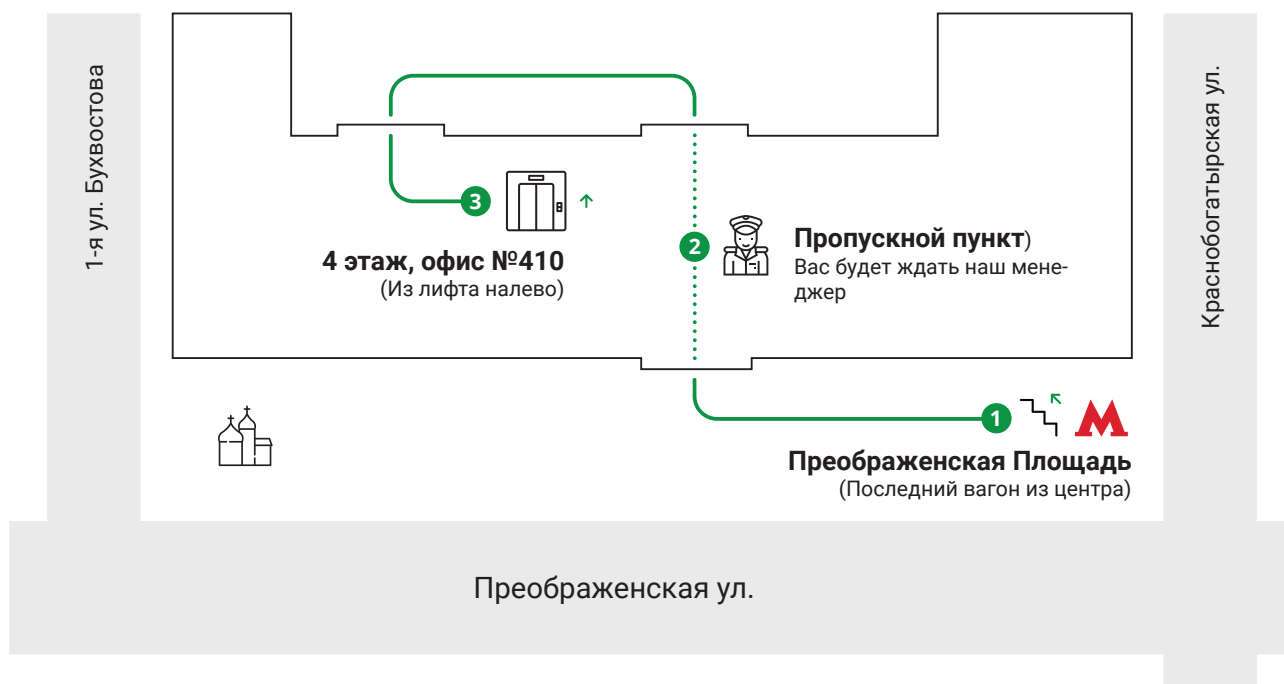 1-я ул. Бухвостова
Краснобогатырская ул.
3
4 этаж, офис №410
(Из лифта налево)
2
Пропускной пункт)
Вас будет ждать наш мене-
джер
1
М
Преображенская Площадь
(Последний вагон из центра)
Преображенская ул.